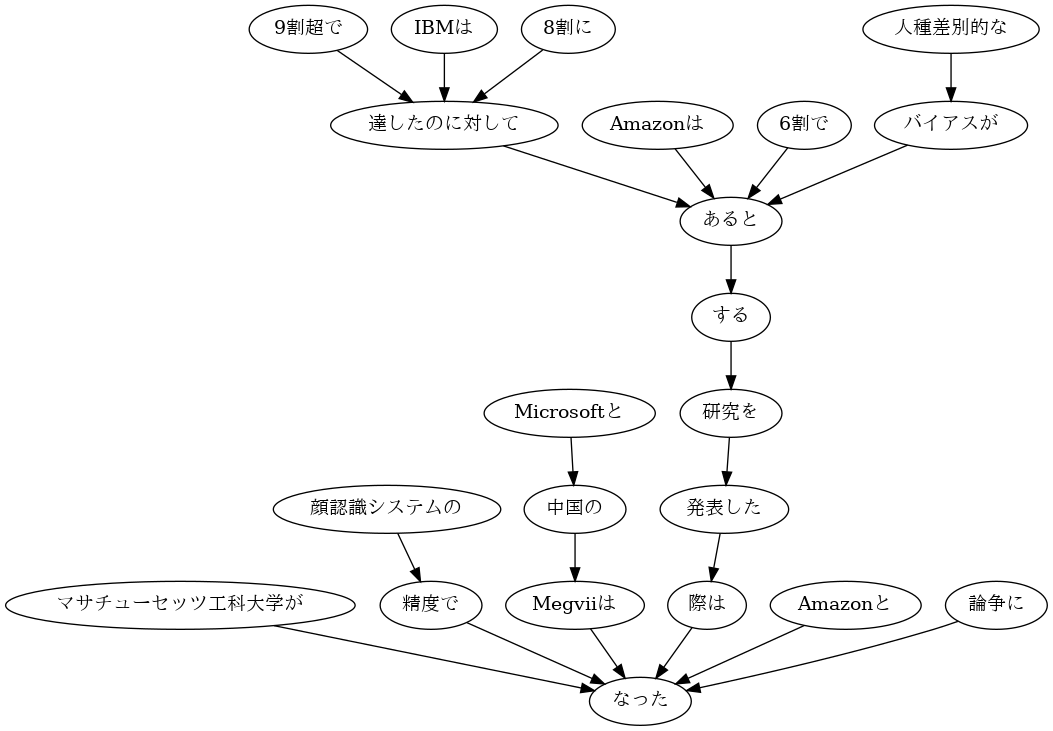 9割超で IBMは 8割に 人種差別的な
達したのに対して Amazonは 6割で バイアスが
あると
する
Microsoftと 研究を
顔認識システムの 中国の 発表した
マサチューセッツ工科大学が 精度で Megviiは 際は Amazonと 論争に
なった